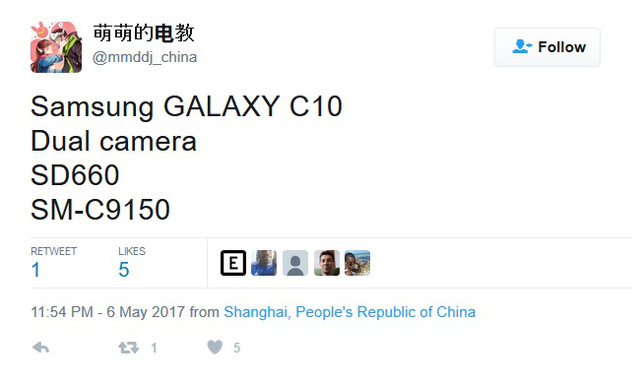 萌萌的电教
@mmddj_china
Follow
Samsung GALAXY C10
Dual camera
SD660
SM-C9150
RETWEET LIKES
1 5
E
11:54 PM - 6 May 2017 from Shanghai, People's Republic of China
1 5